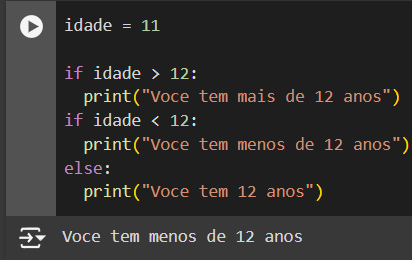 idade = 11
if idade > 12:
  print("Voce tem mais de 12 anos")
if idade < 12:
  print("Voce tem menos de 12 anos")
else:
  print("Voce tem 12 anos")
Voce tem menos de 12 anos